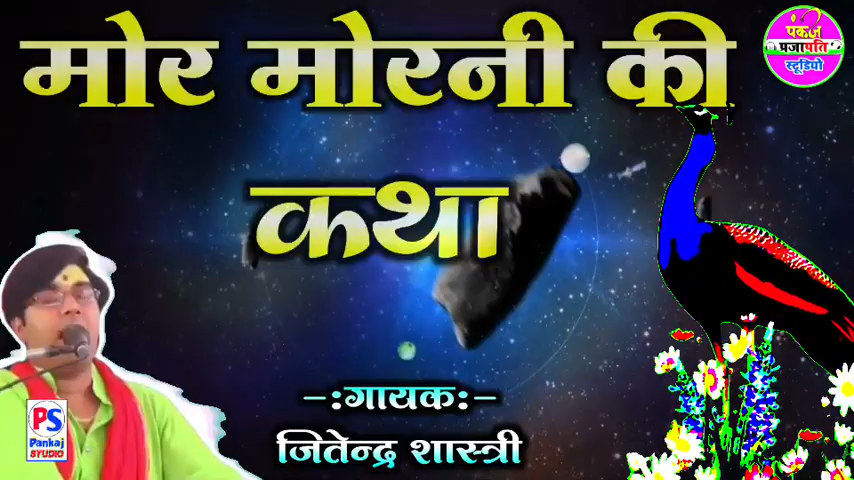 पंकज
प्रजापति
स्टूडियो
मोर मोरनी की
कथा
-:गायक:-
जितेन्द्र शास्त्री
PS
Pankaj
STUDIO